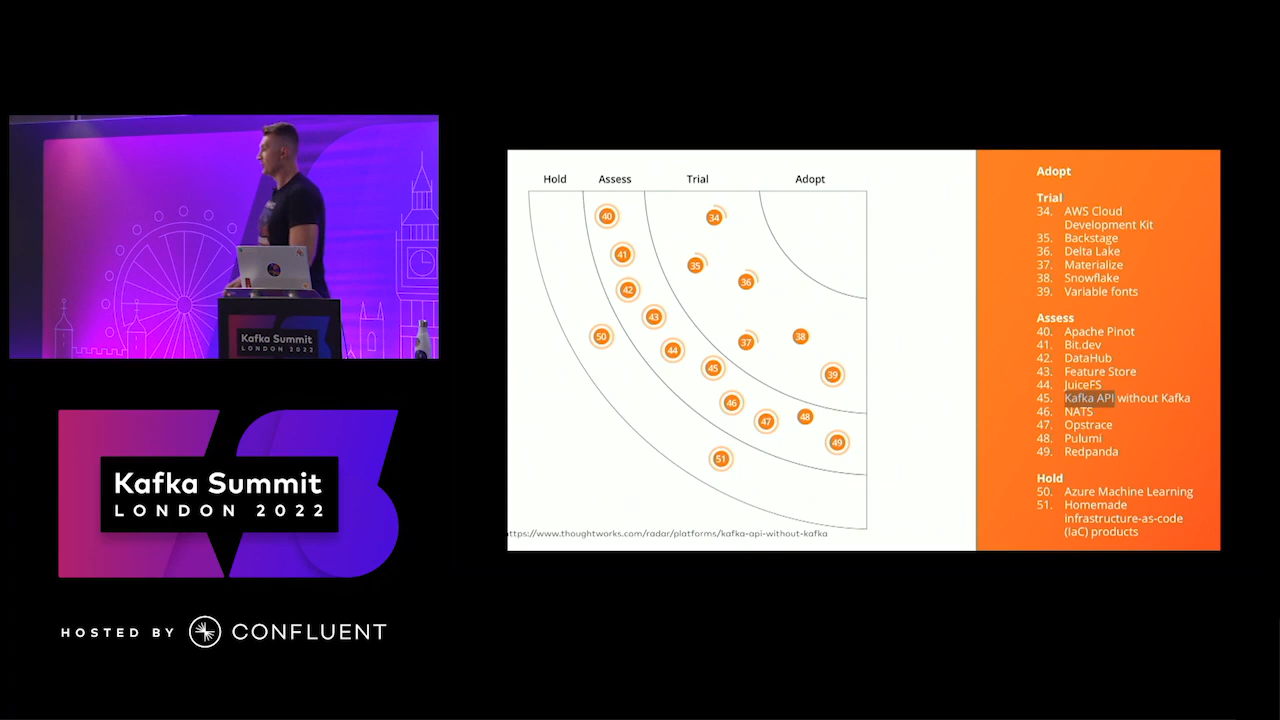 Kafka Summit
LONDON 2022
Kafka Summit
LONDON 2022
HOSTED BY CONFLUENT
Hold Assess Trial Adopt
40
34
41
35
42
36
43
50
44
37
38
45
39
46
47
48
49
51
https://www.thoughtworks.com/radar/platforms/kafka-api-without-kafka
Adopt
Trial
34. AWS Cloud
Development Kit
35. Backstage
36. Delta Lake
37. Materialize
38. Snowflake
39. Variable fonts
Assess
40. Apache Pinot
41. Bit.dev
42. DataHub
43. Feature Store
44. JuiceFS
45. Kafka API without Kafka
46. NATS
47. Opstrace
48. Pulumi
49. Redpanda
Hold
50. Azure Machine Learning
51. Homemade
infrastructure-as-code
(IaC) products